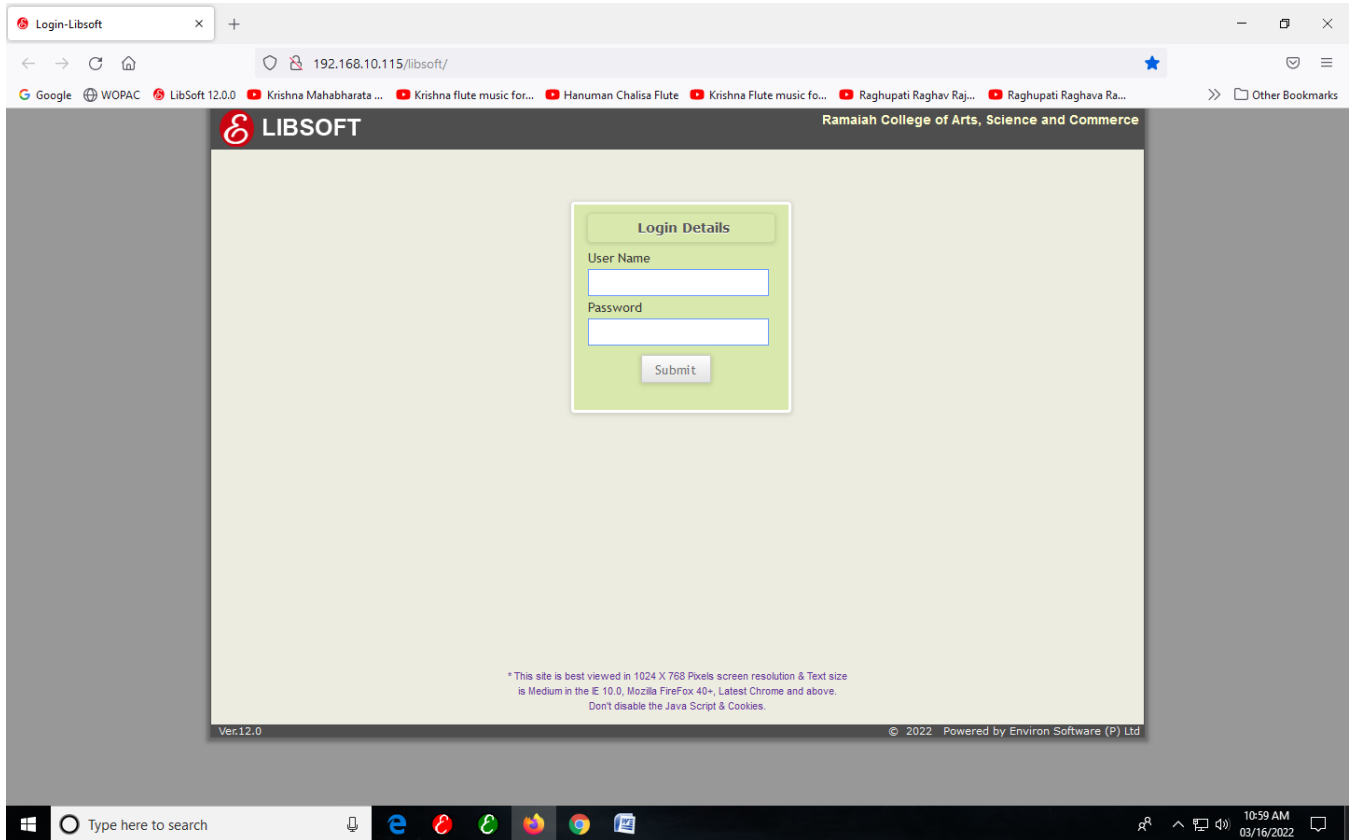 Login-Libsoft
192.168.10.115/libsoft/
Google WOPAC LibSoft 12.0.0 Krishna Mahabharata ... Krishna flute music for... Hanuman Chalisa Flute Krishna Flute music fo... Raghupati Raghav Raj... Raghupati Raghava Ra... Other Bookmarks
LIBSOFT
Ramaiah College of Arts, Science and Commerce
Login Details
User Name
Password
Submit
* This site is best viewed in 1024 X 768 Pixels screen resolution & Text size
is Medium in the IE 10.0, Mozilla FireFox 40+, Latest Chrome and above.
Don't disable the Java Script & Cookies.
Ver.12.0 © 2022 Powered by Environ Software (P) Ltd
Type here to search
10:59 AM
03/16/2022